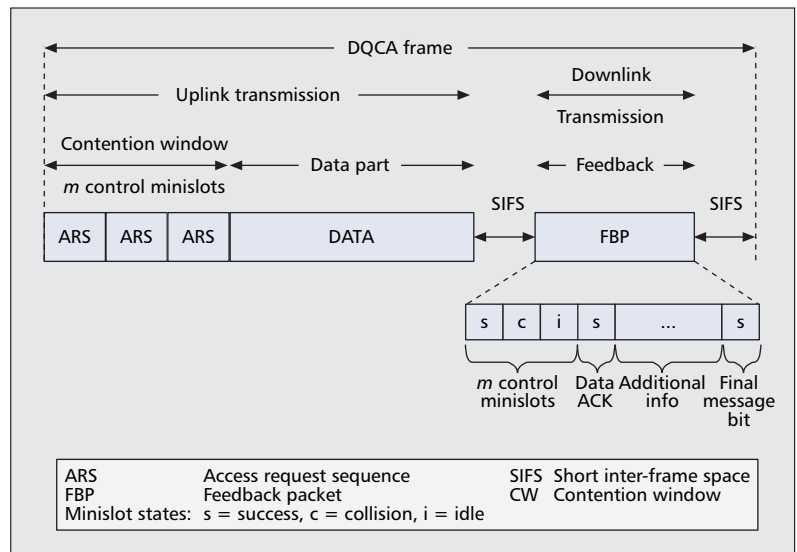 DQCA frame
Downlink
Uplink transmission
Transmission
Contention window
Data part
Feedback
m control minislots
SIFS
SIFS
ARS ARS ARS DATA FBP
s c i s ... s
m control minislots
Data ACK
Additional info
Final message bit
ARS Access request sequence SIFS Short inter-frame space
FBP Feedback packet CW Contention window
Minislot states: s = success, c = collision, i = idle